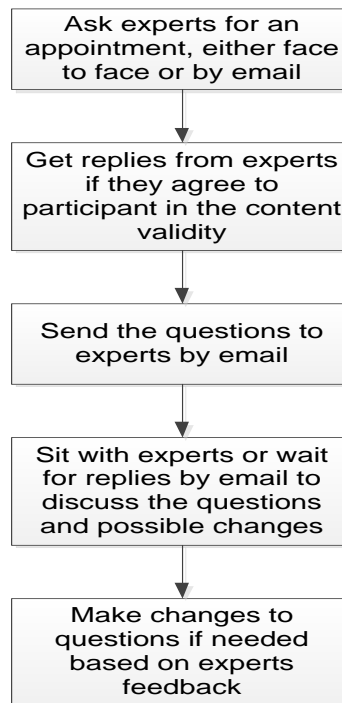 Ask experts for an
appointment, either face
to face or by email
Get replies from experts
if they agree to
participant in the content
validity
Send the questions to
experts by email
Sit with experts or wait
for replies by email to
discuss the questions
and possible changes
Make changes to
questions if needed
based on experts
feedback